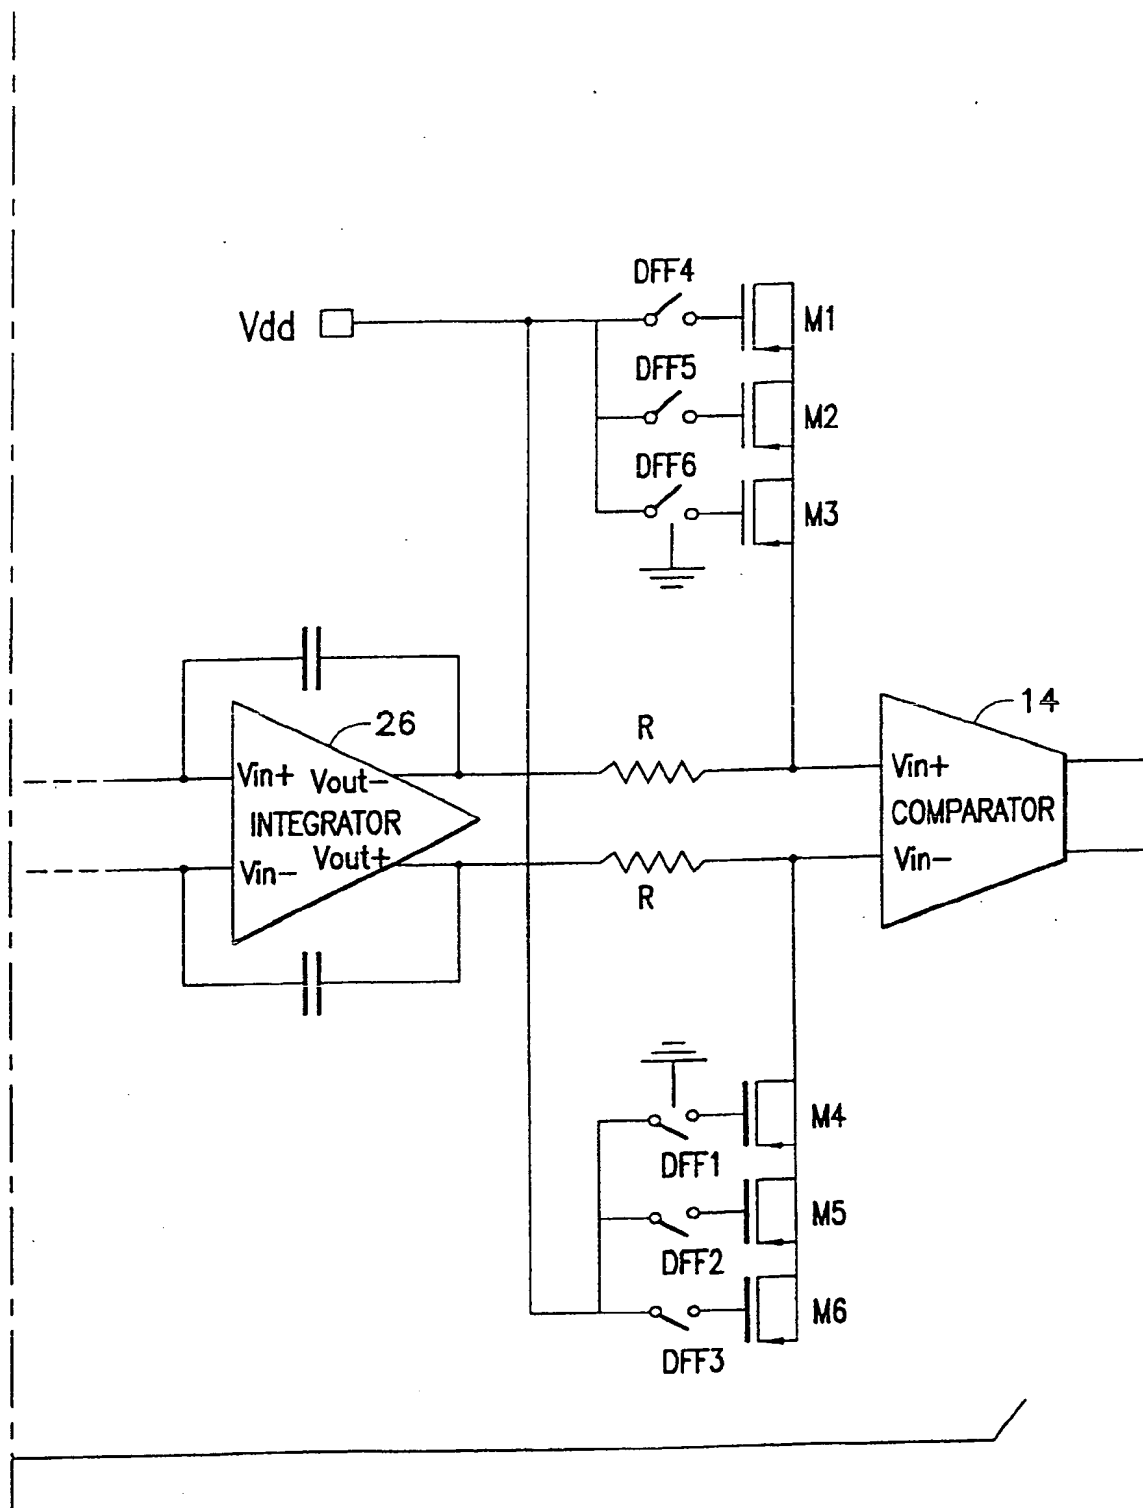 DFF4
Vdd
M1
DFF5
M2
DFF6
M3
26
14
R
Vin+
Vout-
Vin+
INTEGRATOR
COMPARATOR
Vout+
Vin-
Vin-
R
M4
DFF1
M5
DFF2
M6
DFF3